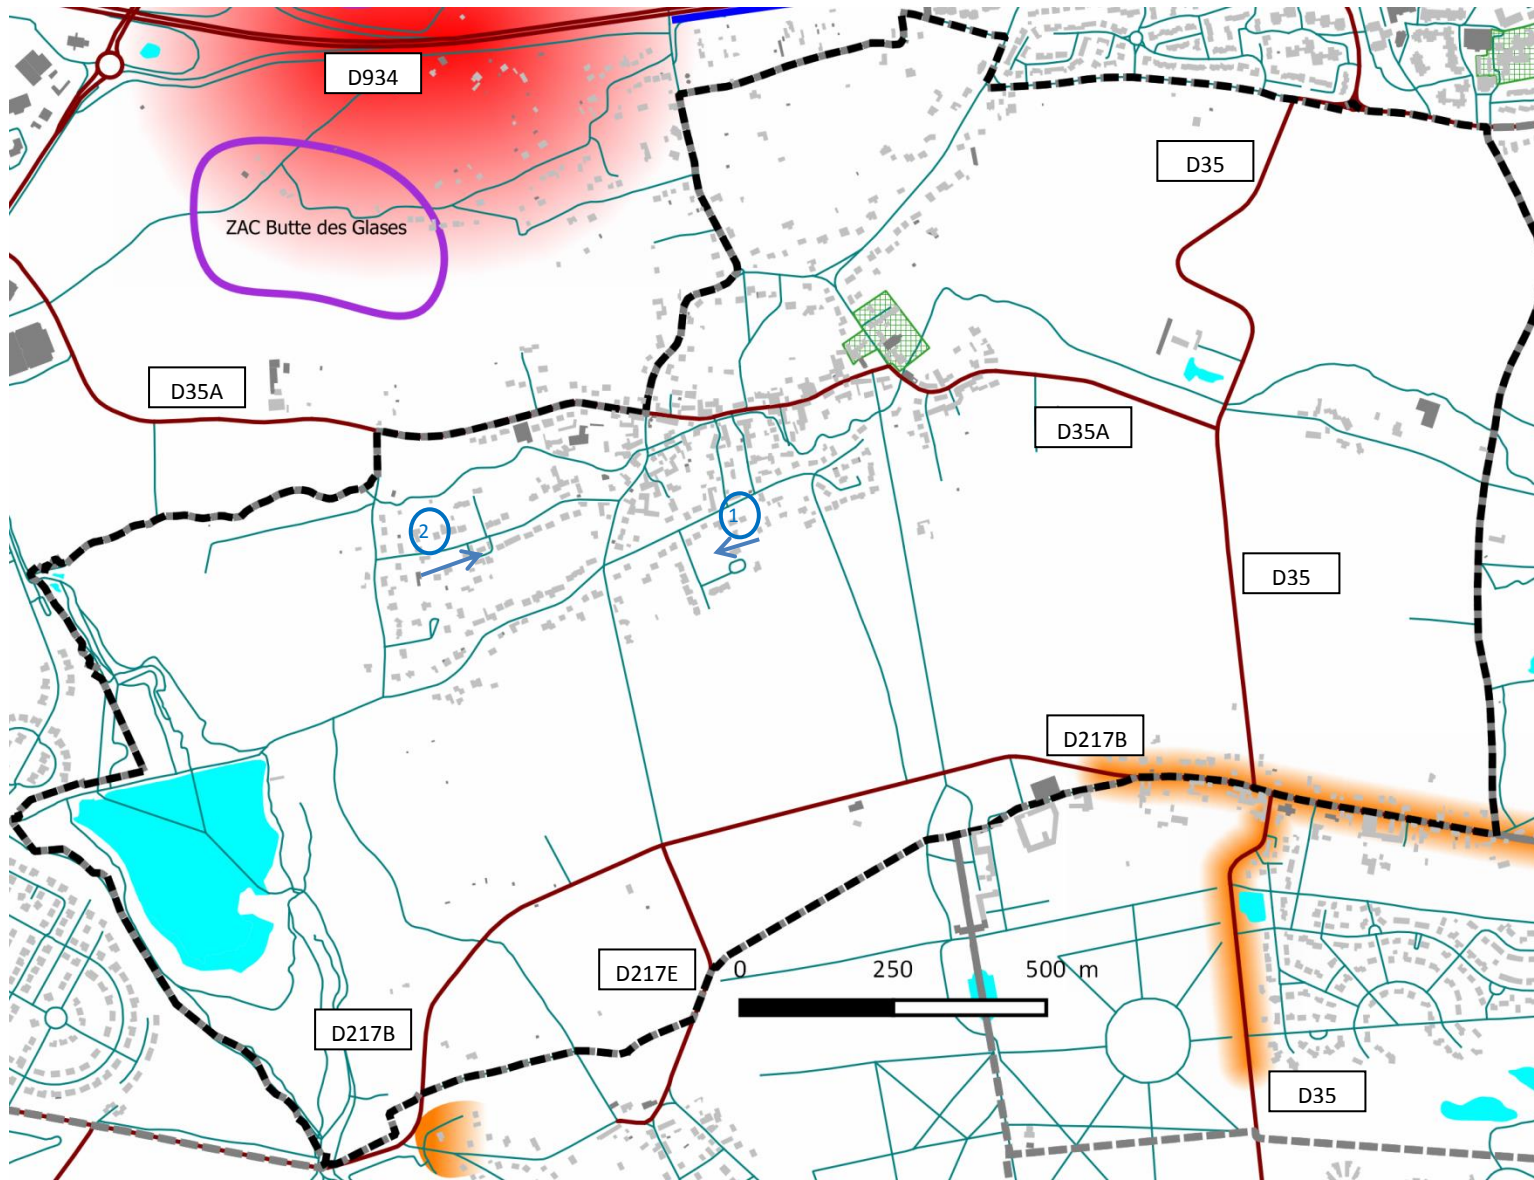 D934
D35
ZAC Butte des Glases
D35A
D35A
1
2
D35
D217B
D217E
0 250 500 m
D217B
D35